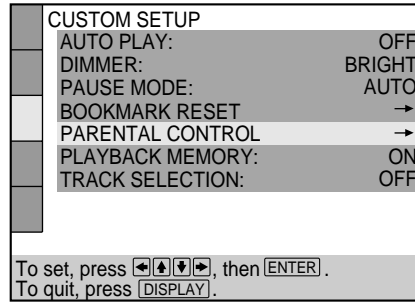 CUSTOM SETUP
AUTO PLAY: OFF
DIMMER: BRIGHT
PAUSE MODE: AUTO
BOOKMARK RESET →
PARENTAL CONTROL →
PLAYBACK MEMORY: ON
TRACK SELECTION: OFF
To set, press ←↑↓→, then ENTER.
To quit, press DISPLAY.